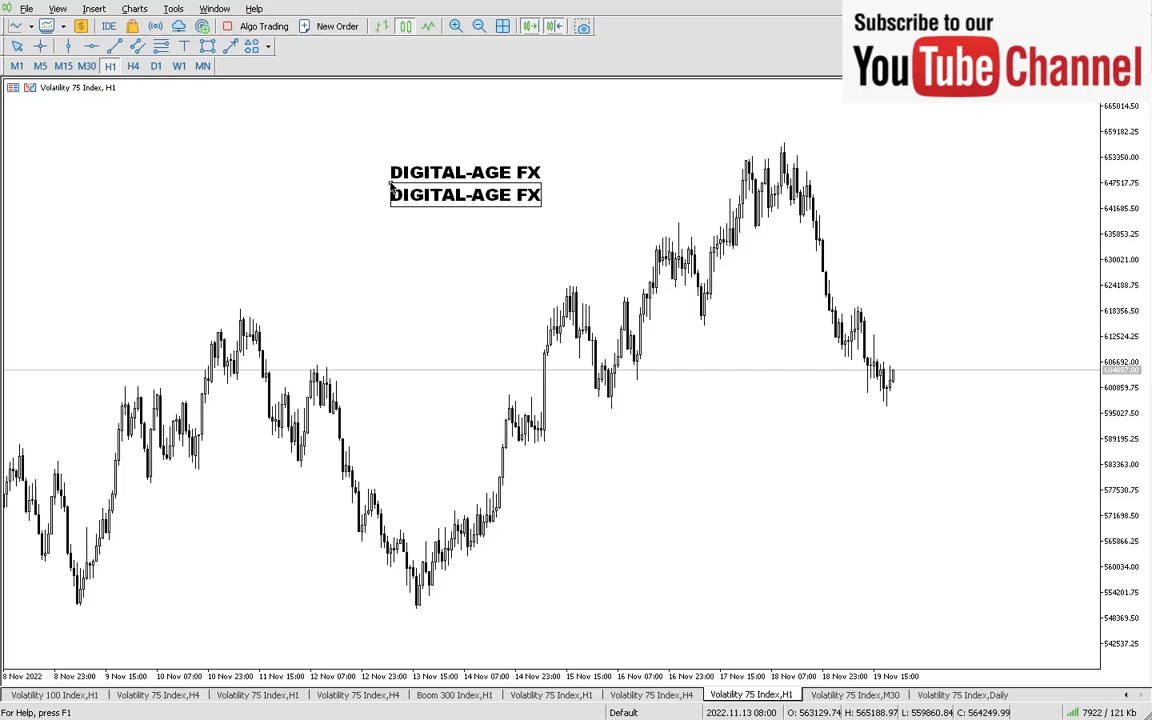 File View Insert Charts Tools Window Help
IDE Algo Trading New Order
M1 M5 M15 M30 H1 H4 D1 W1 MN
Subscribe to our
YouTube Channel
Volatility 75 Index, H1
DIGITAL-AGE FX
DIGITAL-AGE FX
665014.50
659182.25
653350.00
647517.75
641685.50
635853.25
630021.00
624188.75
618356.50
612524.25
606692.00
604887.00
600859.75
595027.50
589195.25
583363.00
577530.75
571698.50
565866.25
560034.00
554201.75
548369.50
542537.25
8 Nov 2022 8 Nov 23:00 9 Nov 15:00 10 Nov 07:00 10 Nov 23:00 11 Nov 15:00 12 Nov 07:00 12 Nov 23:00 13 Nov 15:00 14 Nov 07:00 14 Nov 23:00 15 Nov 15:00 16 Nov 07:00 16 Nov 23:00 17 Nov 15:00 18 Nov 07:00 18 Nov 23:00 19 Nov 15:00
Volatility 100 Index,H1 Volatility 75 Index,H4 Volatility 75 Index,H1 Volatility 75 Index,H4 Boom 300 Index,H1 Volatility 75 Index,H1 Volatility 75 Index,H4 Volatility 75 Index,H1 Volatility 75 Index,M30 Volatility 75 Index,Daily
For Help, press F1 Default 2022.11.13 08:00 O: 563129.74 H: 565188.97 L: 559860.84 C: 564249.99 7922 / 121 Kb